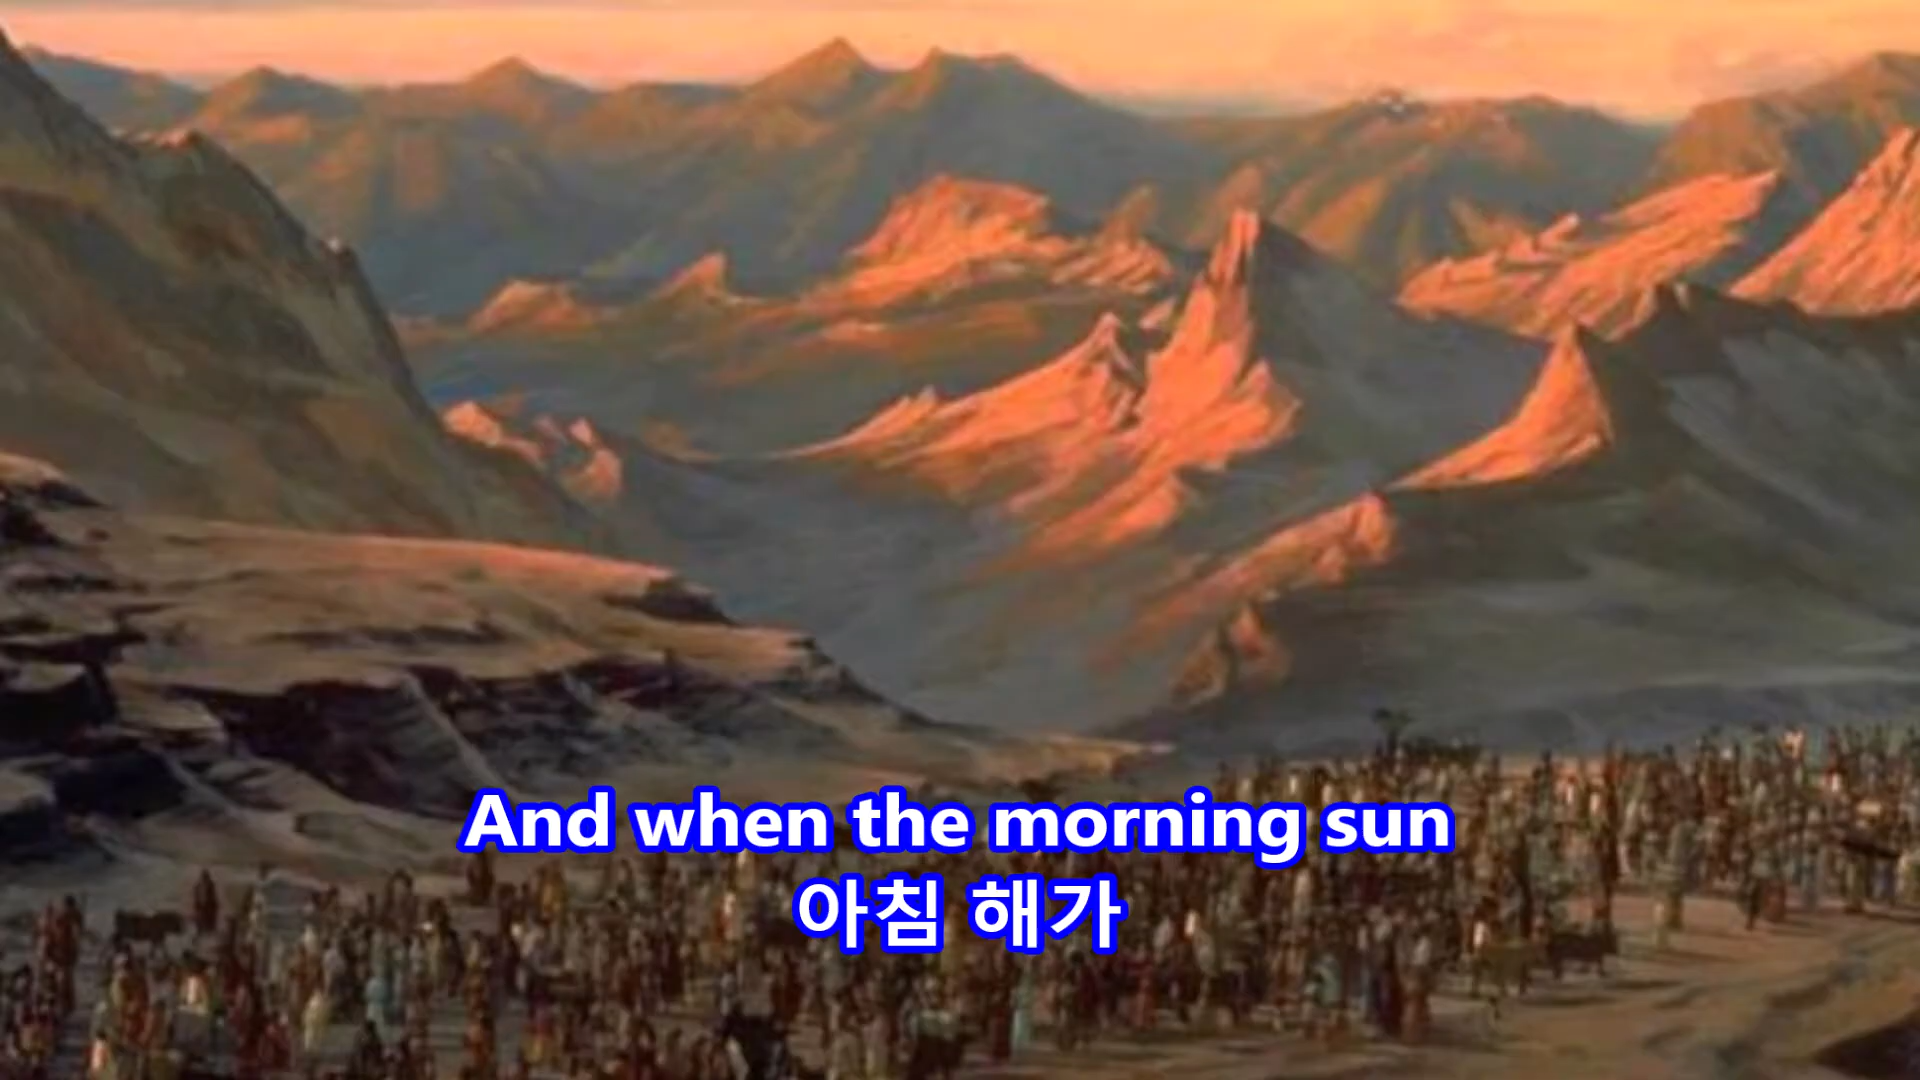 And when the morning sun
아침 해가